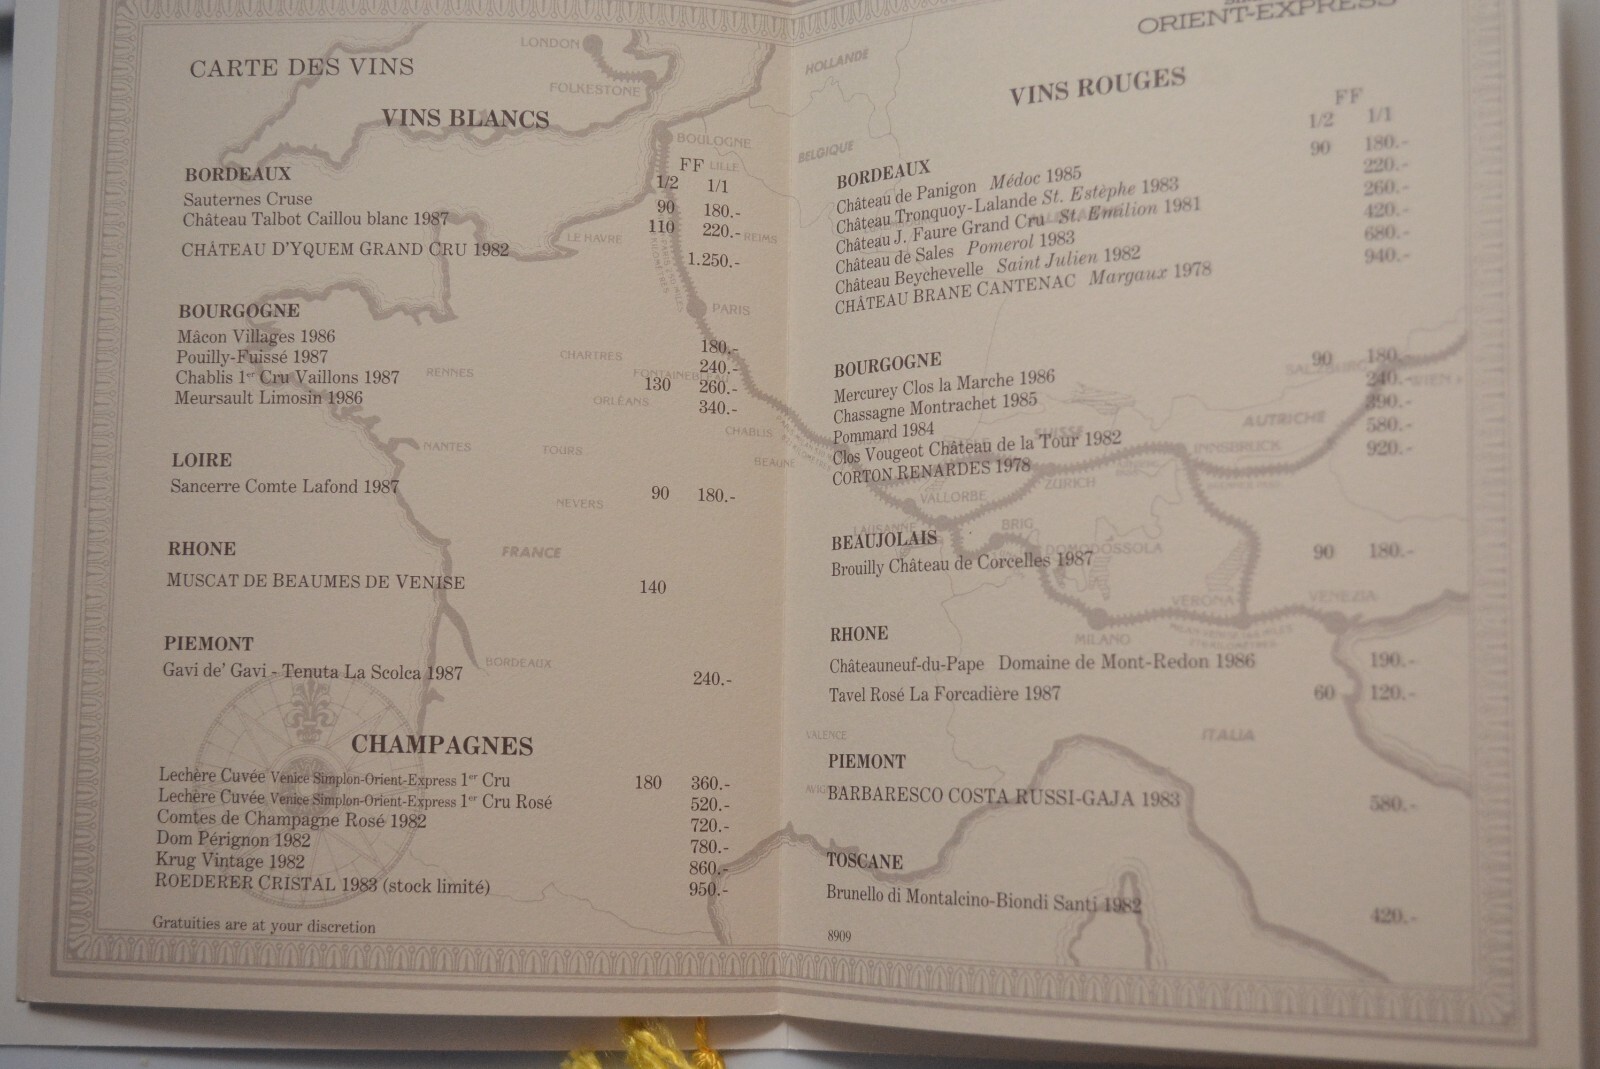 CARTE DES VINS
VINS BLANCS
FF
1/2 1/1
BORDEAUX
Sauternes Cruse 90 180.-
Château Talbot Caillou blanc 1987 110 220.-
CHÂTEAU D'YQUEM GRAND CRU 1982 1.250.-
BOURGOGNE
Mâcon Villages 1986 180.-
Pouilly-Fuissé 1987 240.-
Chablis 1er Cru Vaillons 1987 130 260.-
Meursault Limosin 1986 340.-
LOIRE
Sancerre Comte Lafond 1987 90 180.-
RHONE
MUSCAT DE BEAUMES DE VENISE 140
PIEMONT
Gavi de' Gavi - Tenuta La Scolca 1987 240.-
CHAMPAGNES
Lechère Cuvée Venice Simplon-Orient-Express 1er Cru 180 360.-
Lechère Cuvée Venice Simplon-Orient-Express 1er Cru Rosé 520.-
Comtes de Champagne Rosé 1982 720.-
Dom Pérignon 1982 780.-
Krug Vintage 1982 860.-
ROEDERER CRISTAL 1983 (stock limité) 950.-
Gratuities are at your discretion
LONDON
FOLKESTONE
BOULOGNE
LILLE
LE HAVRE
REIMS
PARIS
CHARTRES
RENNES
FONTAINEBLEAU
ORLÉANS
CHABLIS
NANTES
TOURS
BEAUNE
NEVERS
FRANCE
BORDEAUX
ORIENT-EXPRESS
VINS ROUGES
FF
1/2 1/1
BORDEAUX
Château de Panigon Médoc 1985 90 180.-
Château Tronquoy-Lalande St. Estèphe 1983 220.-
Château J. Faure Grand Cru St. Emilion 1981 260.-
Château de Sales Pomerol 1983 420.-
Château Beychevelle Saint Julien 1982 680.-
CHÂTEAU BRANE CANTENAC Margaux 1978 940.-
BOURGOGNE
Mercurey Clos la Marche 1986 90 180.-
Chassagne Montrachet 1985 240.-
Pommard 1984 390.-
Clos Vougeot Château de la Tour 1982 580.-
CORTON RENARDES 1978 920.-
BEAUJOLAIS
Brouilly Château de Corcelles 1987 90 180.-
RHONE
Châteauneuf-du-Pape Domaine de Mont-Redon 1986 190.-
Tavel Rosé La Forcadière 1987 60 120.-
PIEMONT
BARBARESCO COSTA RUSSI-GAJA 1983 580.-
TOSCANE
Brunello di Montalcino-Biondi Santi 1982 420.-
8909
HOLLANDE
BELGIQUE
SALZBURG
WIEN
AUTRICHE
SUISSE
INNSBRUCK
ZÜRICH
VALLORBE
LAUSANNE
BRIG
DOMODOSSOLA
VERONA
VENEZIA
MILANO
ITALIA
VALENCE